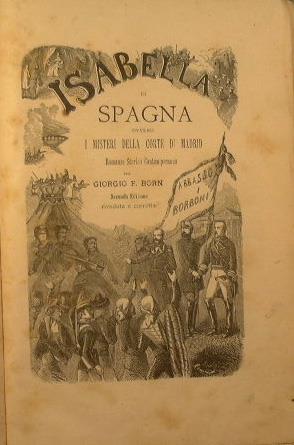 ISABELLA
DI
SPAGNA
OVVERO
I MISTERI DELLA CORTE DI MADRID
Romanzo Storico Contemporaneo
PER
GIORGIO F. BORN
Seconda Edizione
riveduta e corretta
ABBASSO
I
BORBONI